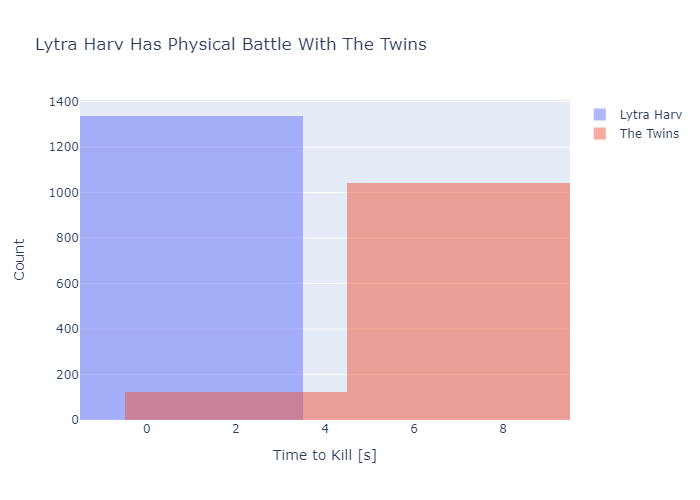 Lytra Harv Has Physical Battle With The Twins
1400
1200
1000
800
600
400
200
0
Count
0 2 4 6 8
Time to Kill [s]
Lytra Harv
The Twins